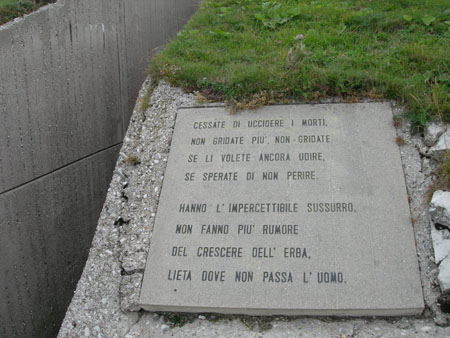 CESSATE DI UCCIDERE I MORTI,
NON GRIDATE PIU', NON GRIDATE
SE LI VOLETE ANCORA UDIRE,
SE SPERATE DI NON PERIRE.
HANNO L'IMPERCETTIBILE SUSSURRO,
NON FANNO PIU' RUMORE
DEL CRESCERE DELL'ERBA,
LIETA DOVE NON PASSA L'UOMO.